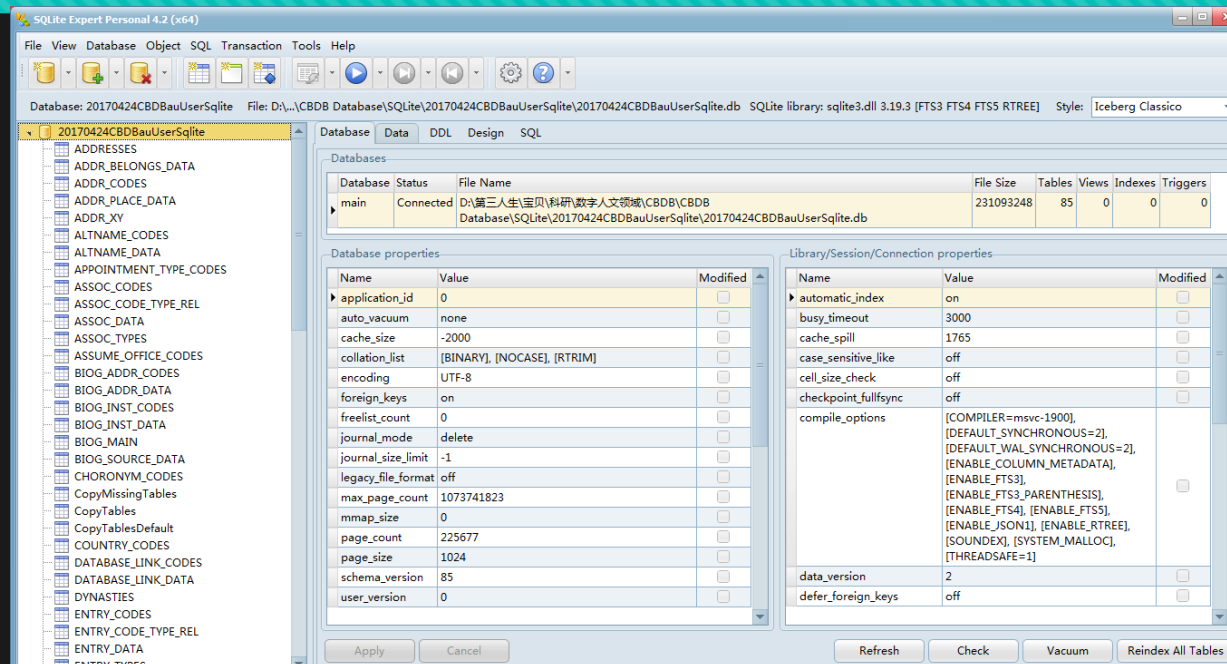 SQLite Expert Personal 4.2 (x64)
File View Database Object SQL Transaction Tools Help
Database: 20170424CBDBauUserSqlite File: D:\...\CBDB Database\SQLite\20170424CBDBauUserSqlite\20170424CBDBauUserSqlite.db SQLite library: sqlite3.dll 3.19.3 [FTS3 FTS4 FTS5 RTREE] Style: Iceberg Classico
20170424CBDBauUserSqlite
ADDRESSES
ADDR_BELONGS_DATA
ADDR_CODES
ADDR_PLACE_DATA
ADDR_XY
ALTNAME_CODES
ALTNAME_DATA
APPOINTMENT_TYPE_CODES
ASSOC_CODES
ASSOC_CODE_TYPE_REL
ASSOC_DATA
ASSOC_TYPES
ASSUME_OFFICE_CODES
BIOG_ADDR_CODES
BIOG_ADDR_DATA
BIOG_INST_CODES
BIOG_INST_DATA
BIOG_MAIN
BIOG_SOURCE_DATA
CHORONYM_CODES
CopyMissingTables
CopyTables
CopyTablesDefault
COUNTRY_CODES
DATABASE_LINK_CODES
DATABASE_LINK_DATA
DYNASTIES
ENTRY_CODES
ENTRY_CODE_TYPE_REL
ENTRY_DATA
Database Data DDL Design SQL
Databases
Database Status File Name File Size Tables Views Indexes Triggers
main Connected D:\第三人生\宝贝\科研\数字人文领域\CBDB\CBDB 231093248 85 0 0 0
Database\SQLite\20170424CBDBauUserSqlite\20170424CBDBauUserSqlite.db
Database properties
Name Value Modified
application_id 0
auto_vacuum none
cache_size -2000
collation_list [BINARY], [NOCASE], [RTRIM]
encoding UTF-8
foreign_keys on
freelist_count 0
journal_mode delete
journal_size_limit -1
legacy_file_format off
max_page_count 1073741823
mmap_size 0
page_count 225677
page_size 1024
schema_version 85
user_version 0
Apply Cancel
Library/Session/Connection properties
Name Value Modified
automatic_index on
busy_timeout 3000
cache_spill 1765
case_sensitive_like off
cell_size_check off
checkpoint_fullfsync off
compile_options [COMPILER=msvc-1900],
[DEFAULT_SYNCHRONOUS=2],
[DEFAULT_WAL_SYNCHRONOUS=2],
[ENABLE_COLUMN_METADATA],
[ENABLE_FTS3],
[ENABLE_FTS3_PARENTHESIS],
[ENABLE_FTS4], [ENABLE_FTS5],
[ENABLE_JSON1], [ENABLE_RTREE],
[SOUNDEX], [SYSTEM_MALLOC],
[THREADSAFE=1]
data_version 2
defer_foreign_keys off
Refresh Check Vacuum Reindex All Tables